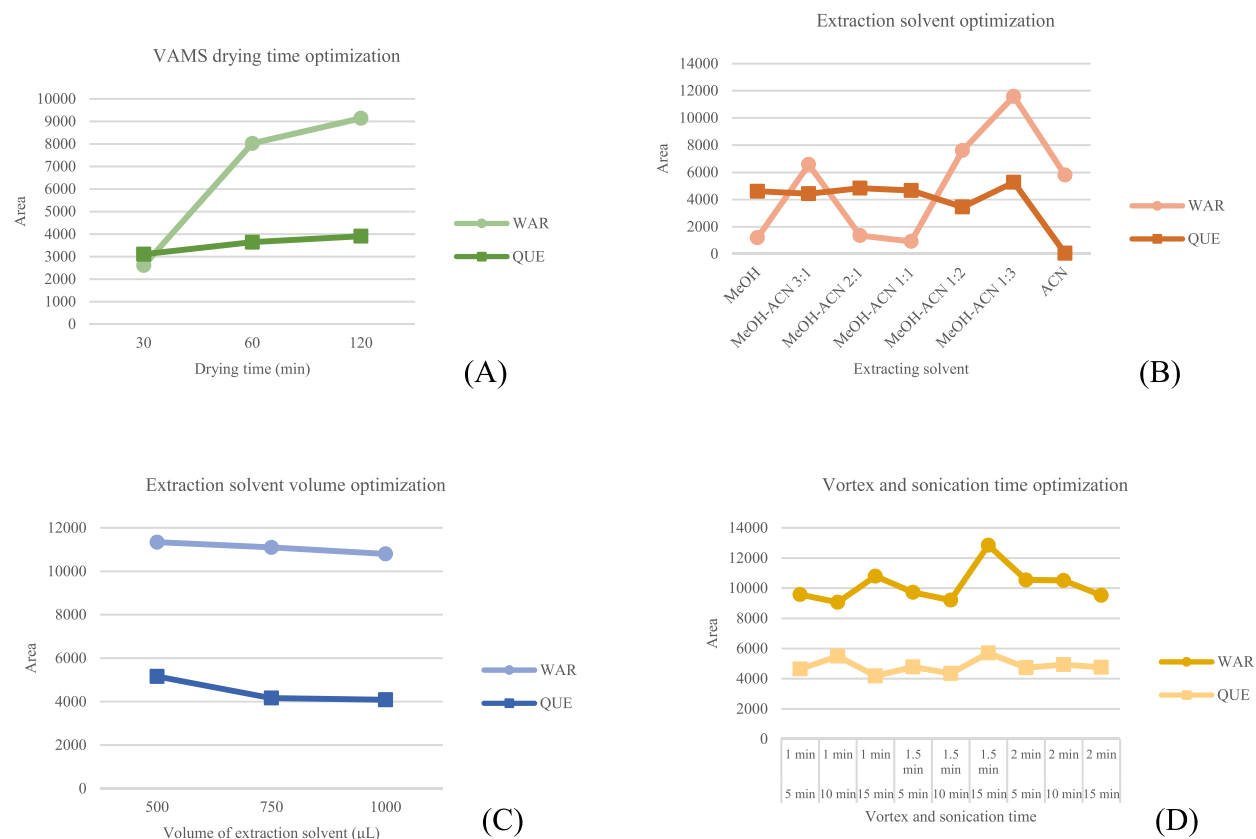 VAMS drying time optimization
10000
9000
8000
7000
6000
5000
4000
3000
2000
1000
0
Area
30 60 120
Drying time (min)
WAR
QUE
(A)
Extraction solvent optimization
14000
12000
10000
8000
6000
4000
2000
0
Area
MeOH
MeOH-ACN 3:1
MeOH-ACN 2:1
MeOH-ACN 1:1
MeOH-ACN 1:2
MeOH-ACN 1:3
ACN
Extracting solvent
WAR
QUE
(B)
Extraction solvent volume optimization
12000
10000
8000
6000
4000
2000
0
Area
500 750 1000
Volume of extraction solvent (μL)
WAR
QUE
(C)
Vortex and sonication time optimization
14000
12000
10000
8000
6000
4000
2000
0
Area
1 min 1 min 1 min 1.5 min 1.5 min 1.5 min 2 min 2 min 2 min
5 min 10 min 15 min 5 min 10 min 15 min 5 min 10 min 15 min
Vortex and sonication time
WAR
QUE
(D)